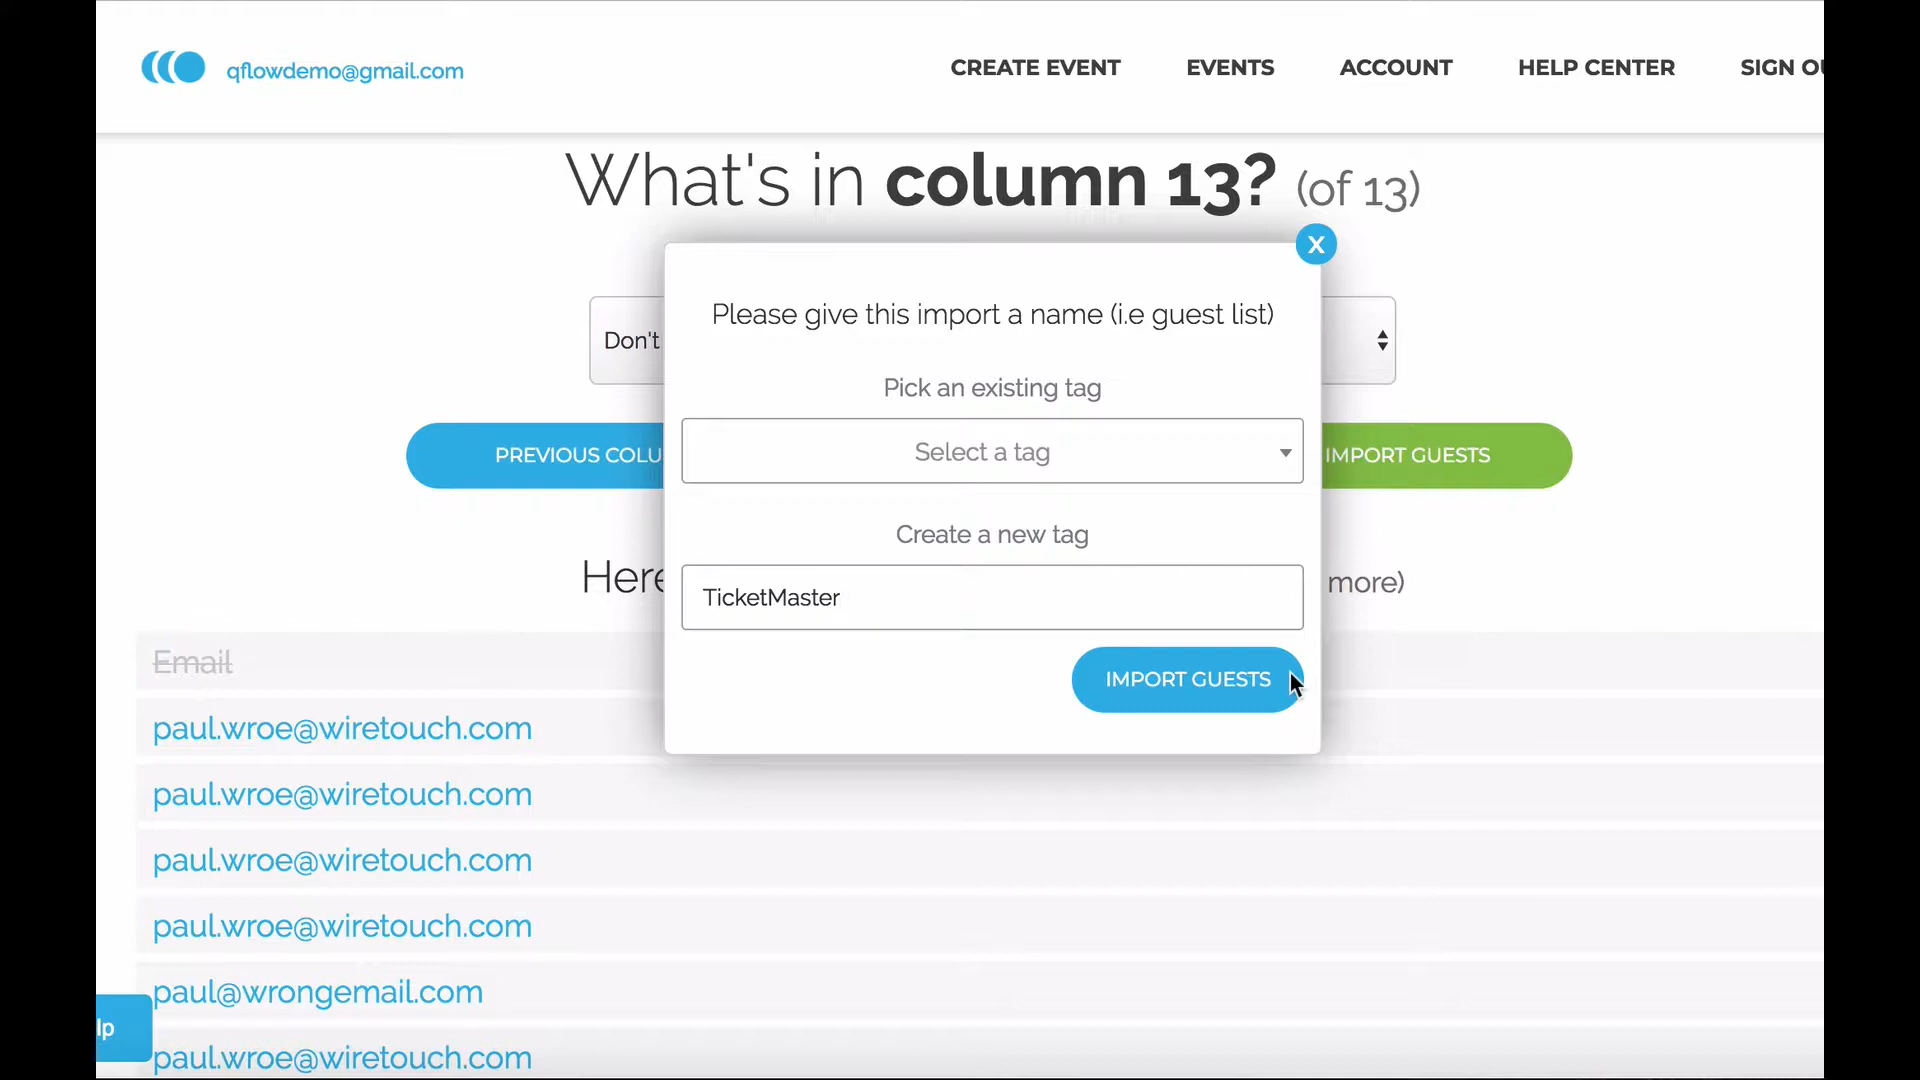 qflowdemo@gmail.com
CREATE EVENT EVENTS ACCOUNT HELP CENTER SIGN OU
What's in column 13? (of 13)
X
Please give this import a name (i.e guest list)
Don't
Pick an existing tag
Select a tag
PREVIOUS COLU
IMPORT GUESTS
Create a new tag
Here
more)
TicketMaster
IMPORT GUESTS
Email
paul.wroe@wiretouch.com
paul.wroe@wiretouch.com
paul.wroe@wiretouch.com
paul.wroe@wiretouch.com
paul@wrongemail.com
lp
paul.wroe@wiretouch.com